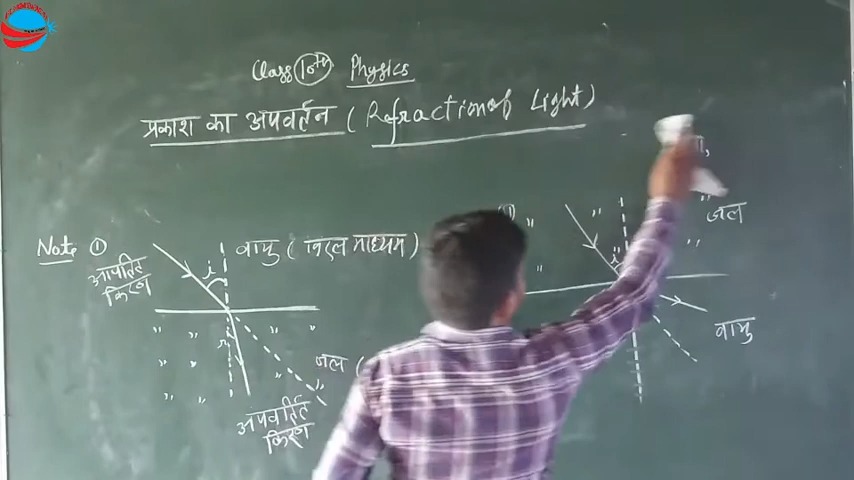 Class 10th Physics
प्रकाश का अपवर्तन ( Refraction of Light )
Note ①
आपतित
किरण
वायु ( विरल माध्यम )
i
r
जल (
अपवर्तित
किरण
जल
i
वायु